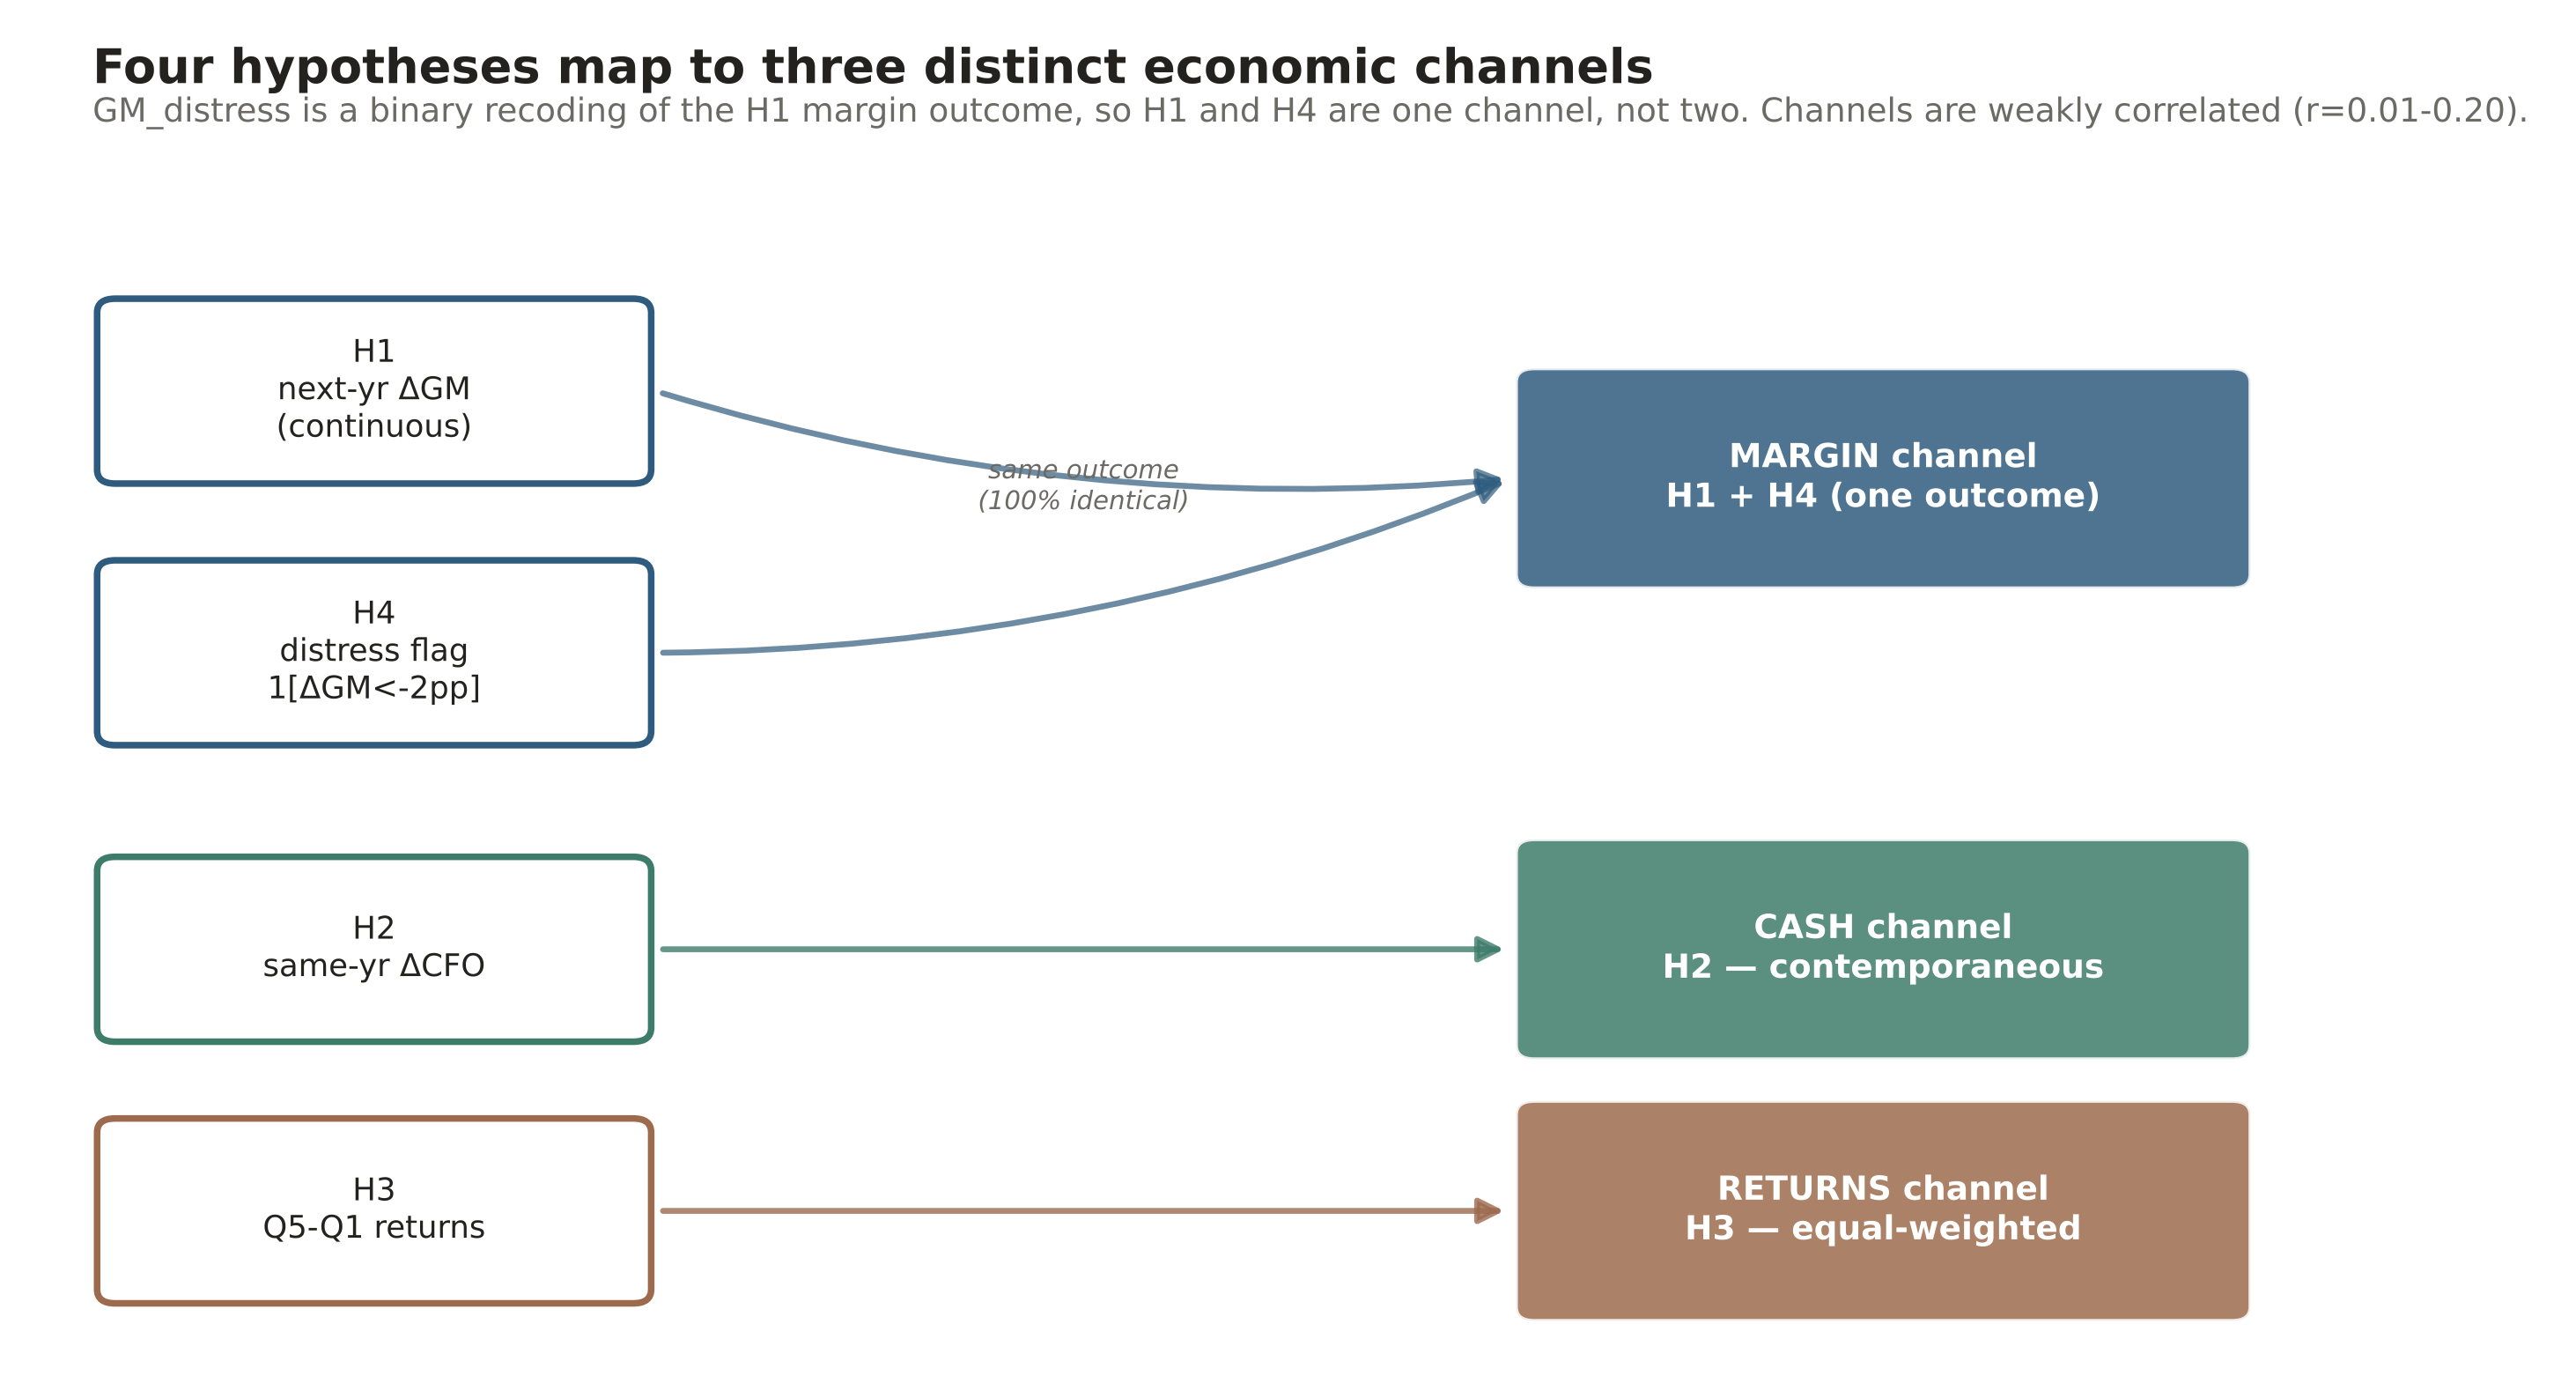 Four hypotheses map to three distinct economic channels
GM_distress is a binary recoding of the H1 margin outcome, so H1 and H4 are one channel, not two. Channels are weakly correlated (r=0.01-0.20).
H1
next-yr ΔGM
(continuous)
same outcome
(100% identical)
MARGIN channel
H1 + H4 (one outcome)
H4
distress flag
1[ΔGM<-2pp]
H2
same-yr ΔCFO
CASH channel
H2 — contemporaneous
H3
Q5-Q1 returns
RETURNS channel
H3 — equal-weighted